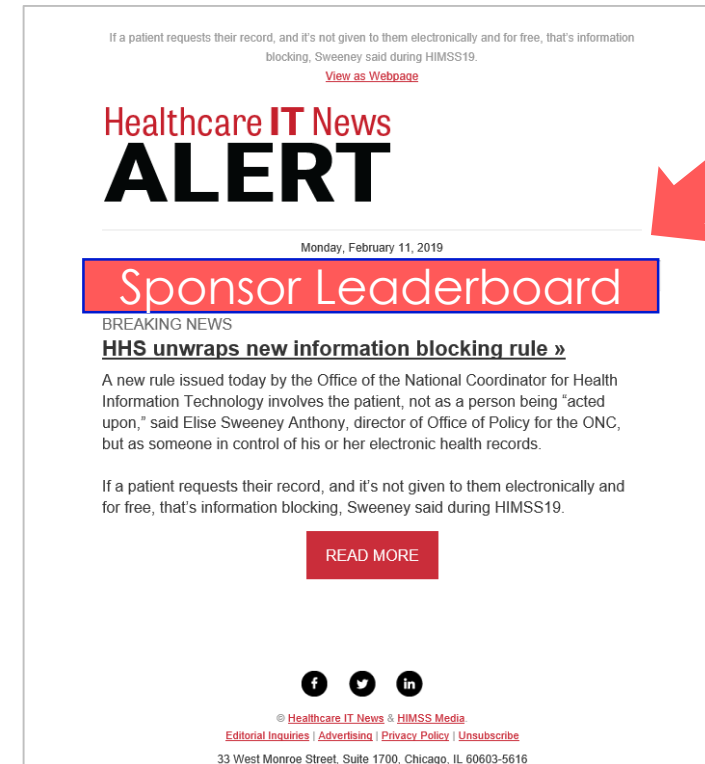 If a patient requests their record, and it's not given to them electronically and for free, that's information
blocking, Sweeney said during HIMSS19.
View as Webpage
Healthcare IT News
ALERT
Monday, February 11, 2019
Sponsor Leaderboard
BREAKING NEWS
HHS unwraps new information blocking rule »
A new rule issued today by the Office of the National Coordinator for Health
Information Technology involves the patient, not as a person being “acted
upon,” said Elise Sweeney Anthony, director of Office of Policy for the ONC,
but as someone in control of his or her electronic health records.
If a patient requests their record, and it's not given to them electronically and
for free, that's information blocking, Sweeney said during HIMSS19.
READ MORE
© Healthcare IT News & HIMSS Media.
Editorial Inquiries | Advertising | Privacy Policy | Unsubscribe
33 West Monroe Street, Suite 1700, Chicago, IL 60603-5616